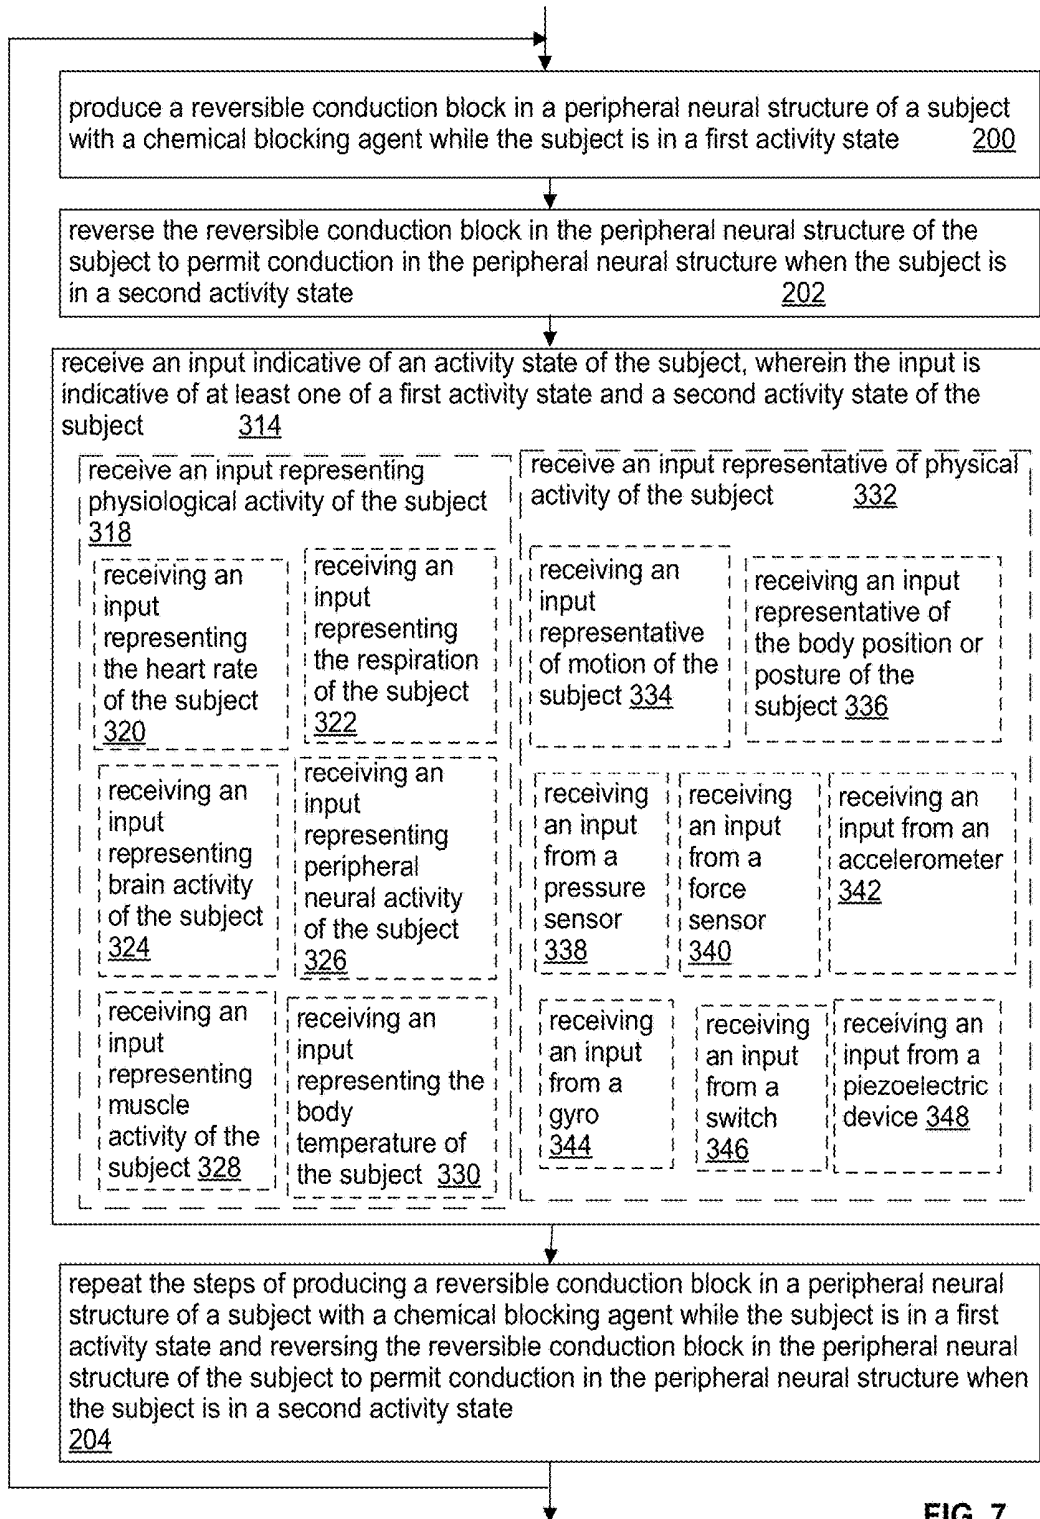 produce a reversible conduction block in a peripheral neural structure of a subject
with a chemical blocking agent while the subject is in a first activity state 200
reverse the reversible conduction block in the peripheral neural structure of the
subject to permit conduction in the peripheral neural structure when the subject is
in a second activity state 202
receive an input indicative of an activity state of the subject, wherein the input is
indicative of at least one of a first activity state and a second activity state of the
subject 314
receive an input representing
physiological activity of the subject
318
receiving an
input
representing
the heart rate
of the subject
320
receiving an
input
representing
the respiration
of the subject
322
receiving an
input
representing
brain activity
of the subject
324
receiving an
input
representing
peripheral
neural activity
of the subject
326
receiving an
input
representing
muscle
activity of the
subject 328
receiving an
input
representing the
body
temperature of
the subject 330
receive an input representative of physical
activity of the subject 332
receiving an
input
representative
of motion of the
subject 334
receiving an input
representative of
the body position or
posture of the
subject 336
receiving
an input
from a
pressure
sensor
338
receiving
an input
from a
force
sensor
340
receiving an
input from an
accelerometer
342
receiving
an input
from a
gyro
344
receiving
an input
from a
switch
346
receiving an
input from a
piezoelectric
device 348
repeat the steps of producing a reversible conduction block in a peripheral neural
structure of a subject with a chemical blocking agent while the subject is in a first
activity state and reversing the reversible conduction block in the peripheral neural
structure of the subject to permit conduction in the peripheral neural structure when
the subject is in a second activity state
204
FIG. 7